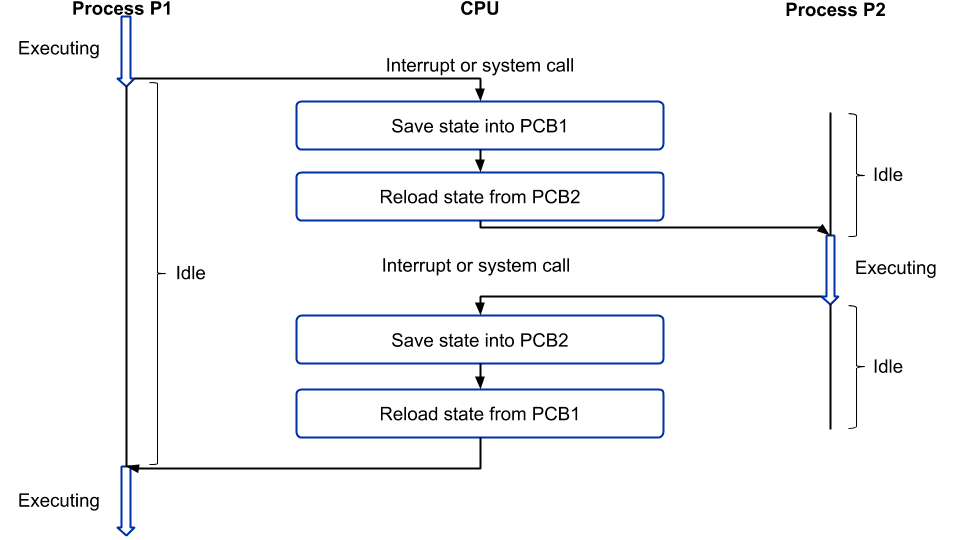 Process P1
CPU
Process P2
Executing
Interrupt or system call
Save state into PCB1
Idle
Reload state from PCB2
Interrupt or system call
Executing
Idle
Save state into PCB2
Idle
Reload state from PCB1
Executing